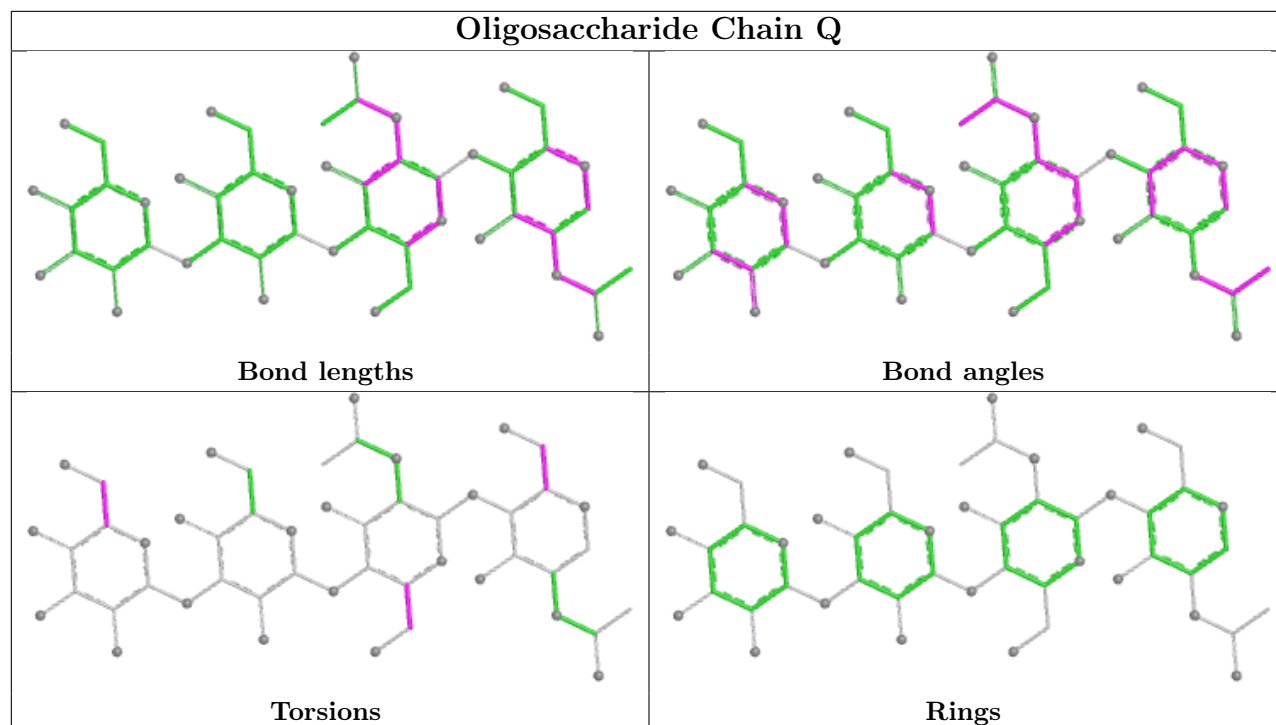 Oligosaccharide Chain Q
Bond lengths
Bond angles
Torsions
Rings